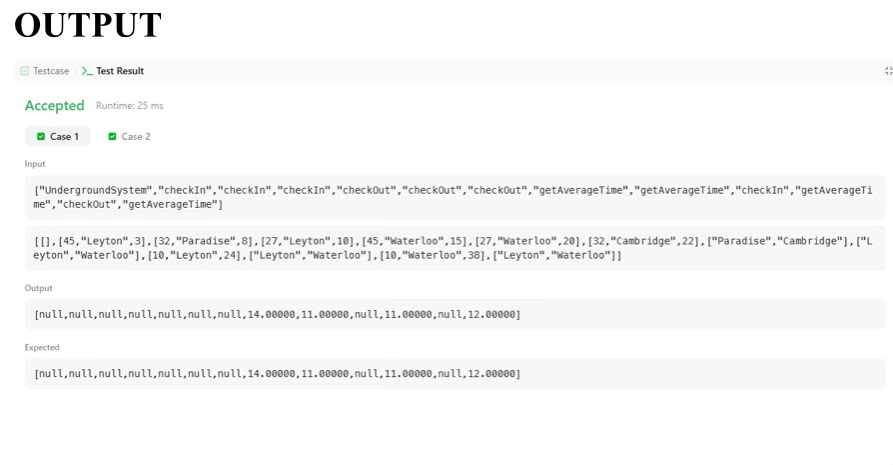 OUTPUT
Testcase
Test Result
Accepted Runtime: 25 ms
Case 1 Case 2
Input
["UndergroundSystem","checkIn","checkIn","checkIn","checkOut","checkOut","checkOut","getAverageTime","getAverageTime","checkIn","getAverageTi
me","checkOut","getAverageTime"]
[[],[45,"Leyton",3],[32,"Paradise",8],[27,"Leyton",10],[45,"Waterloo",15],[27,"Waterloo",20],[32,"Cambridge",22],["Paradise","Cambridge"],["L
eyton","Waterloo"],[10,"Leyton",24],["Leyton","Waterloo"],[10,"Waterloo",38],["Leyton","Waterloo"]]
Output
[null,null,null,null,null,null,null,14.00000,11.00000,null,11.00000,null,12.00000]
Expected
[null,null,null,null,null,null,null,14.00000,11.00000,null,11.00000,null,12.00000]